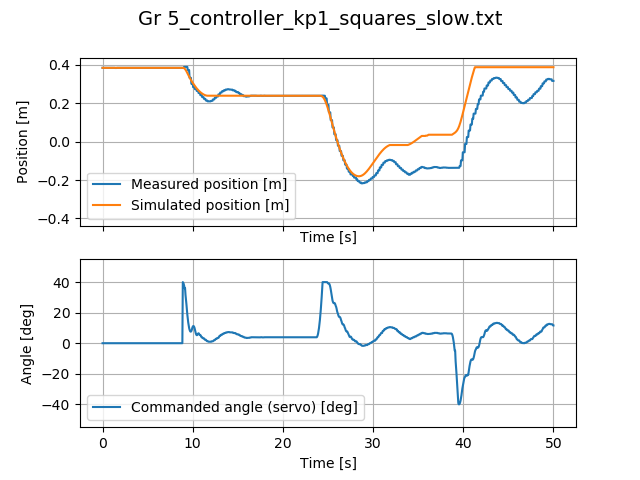 Gr 5_controller_kp1_squares_slow.txt
0.4
0.2
0.0
−0.2
−0.4
Position [m]
Measured position [m]
Simulated position [m]
Time [s]
40
20
0
−20
−40
Angle [deg]
Commanded angle (servo) [deg]
0 10 20 30 40 50
Time [s]